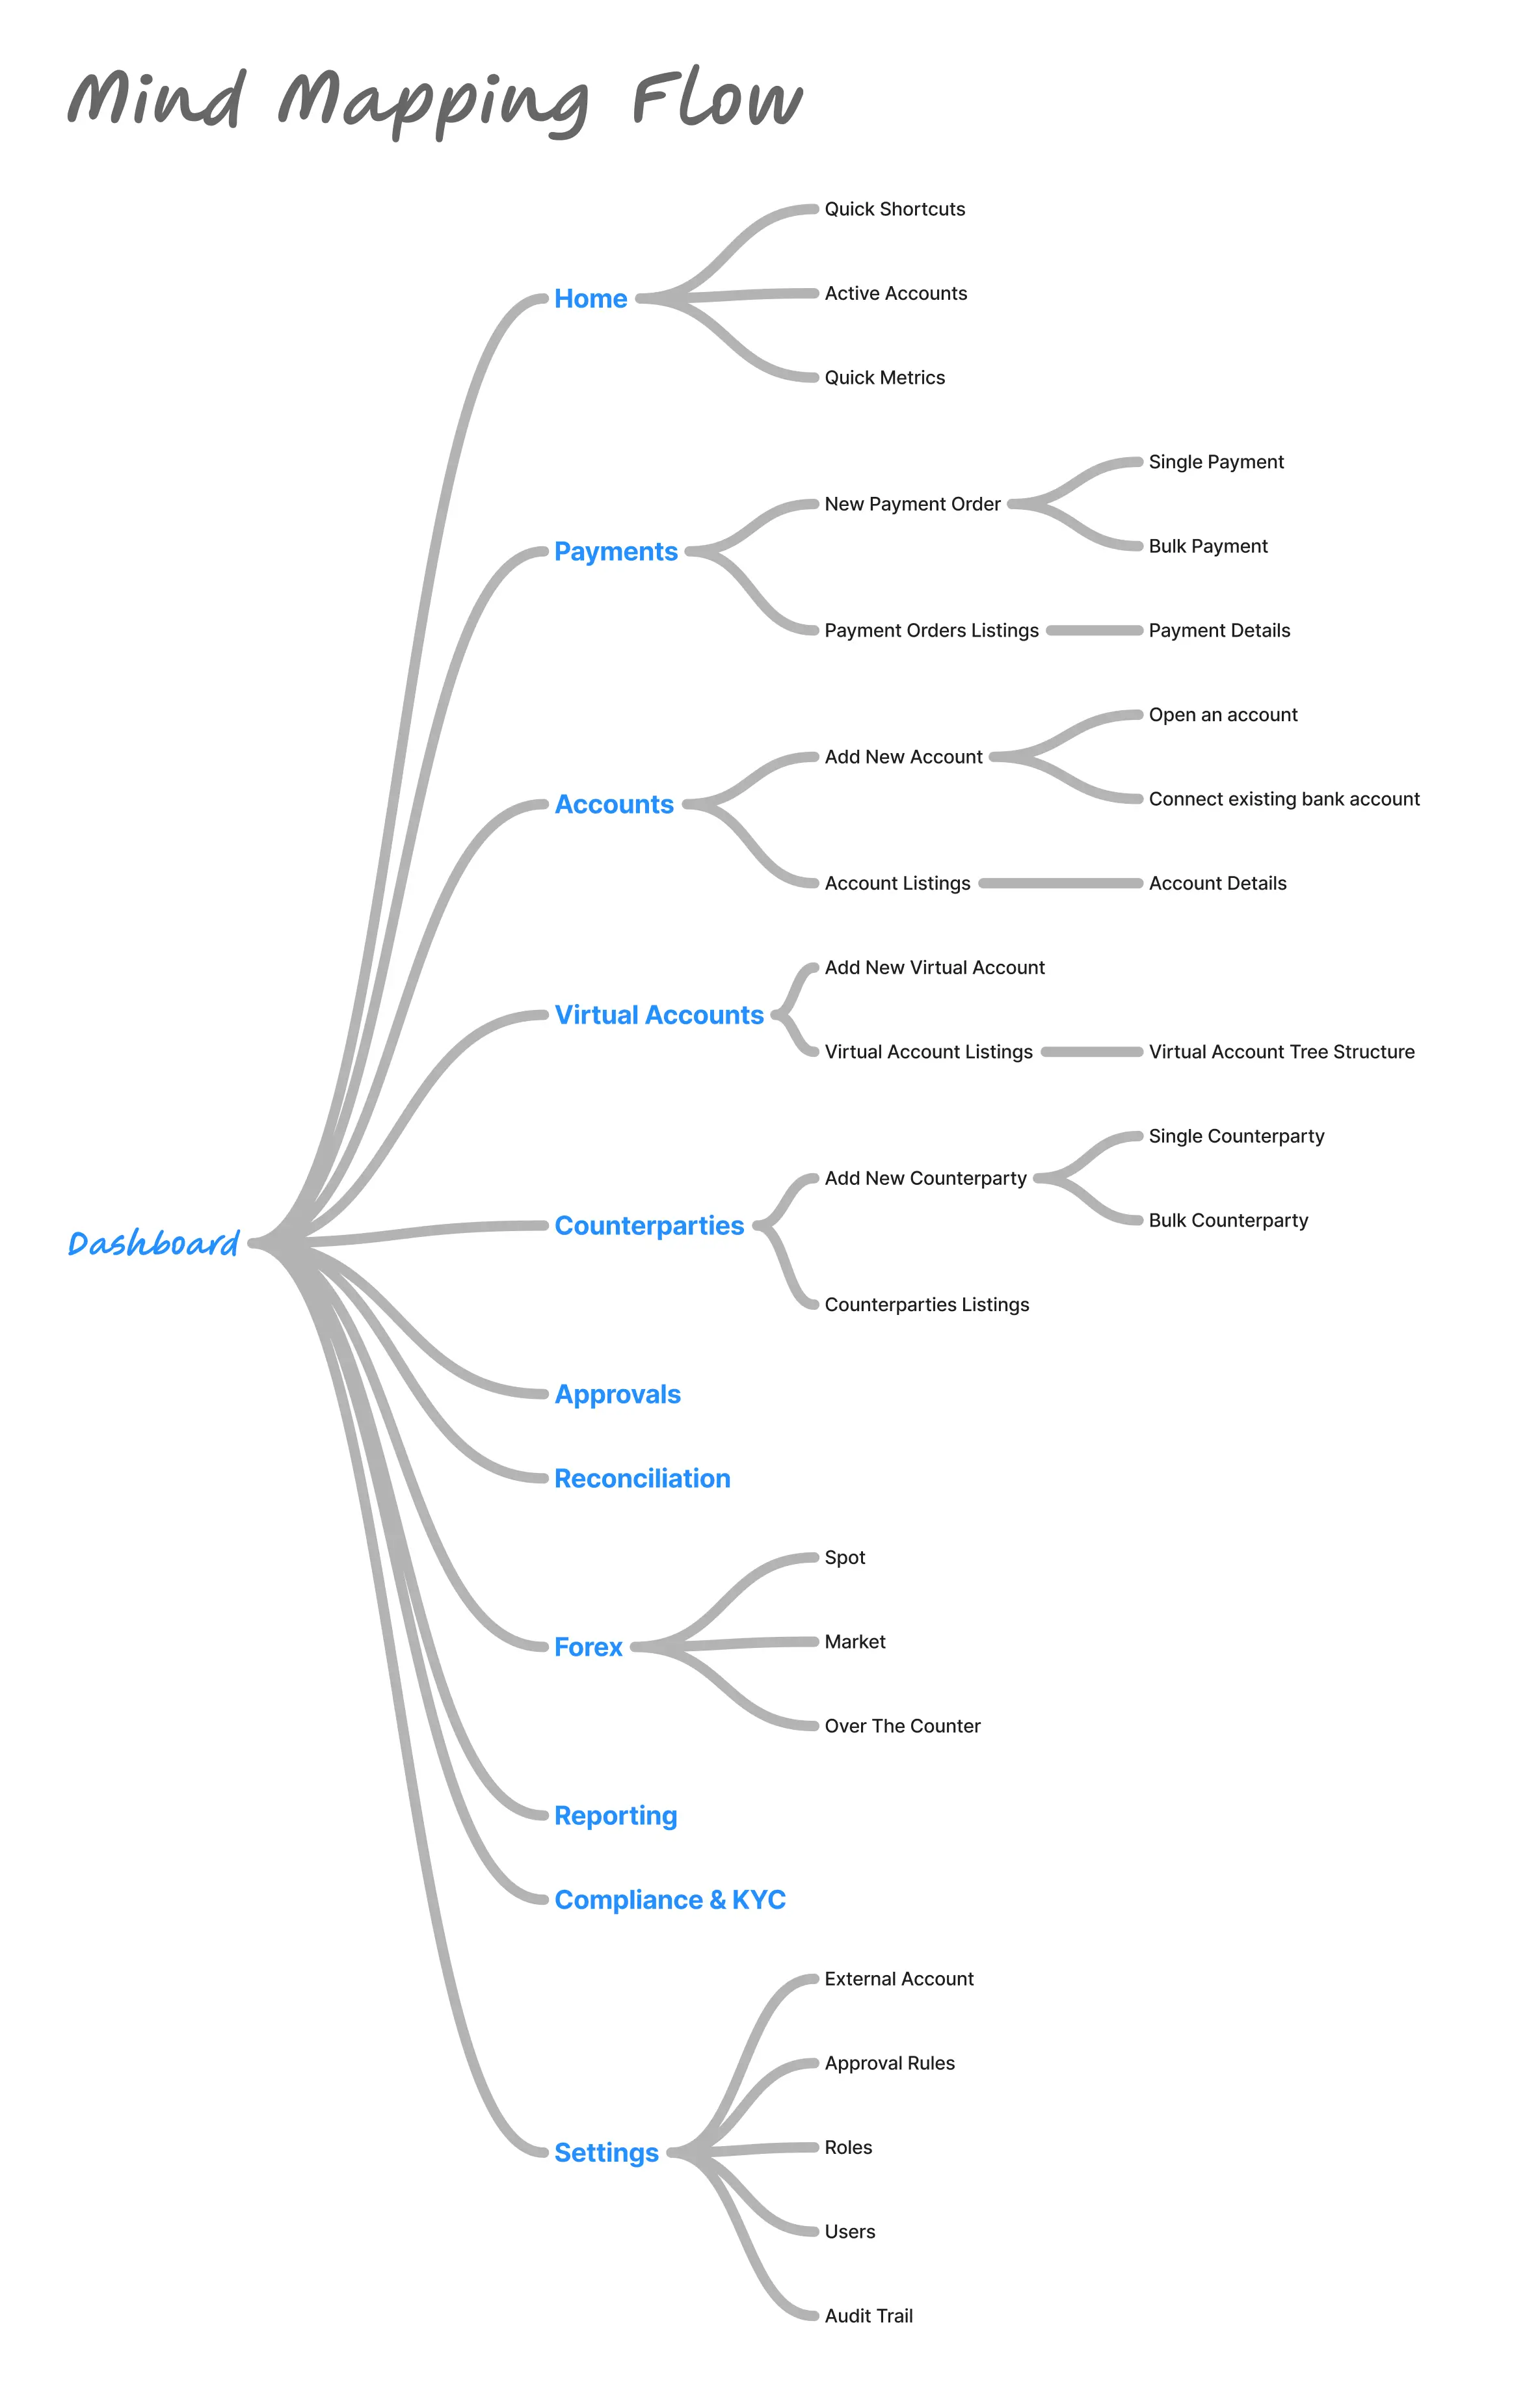 Mind Mapping Flow
Quick Shortcuts
Home
Active Accounts
Quick Metrics
Single Payment
New Payment Order
Bulk Payment
Payments
Payment Orders Listings
Payment Details
Open an account
Add New Account
Connect existing bank account
Accounts
Account Listings
Account Details
Add New Virtual Account
Virtual Accounts
Virtual Account Listings
Virtual Account Tree Structure
Single Counterparty
Add New Counterparty
Bulk Counterparty
Counterparties
Dashboard
Counterparties Listings
Approvals
Reconciliation
Spot
Forex
Market
Over The Counter
Reporting
Compliance & KYC
External Account
Approval Rules
Settings
Roles
Users
Audit Trail